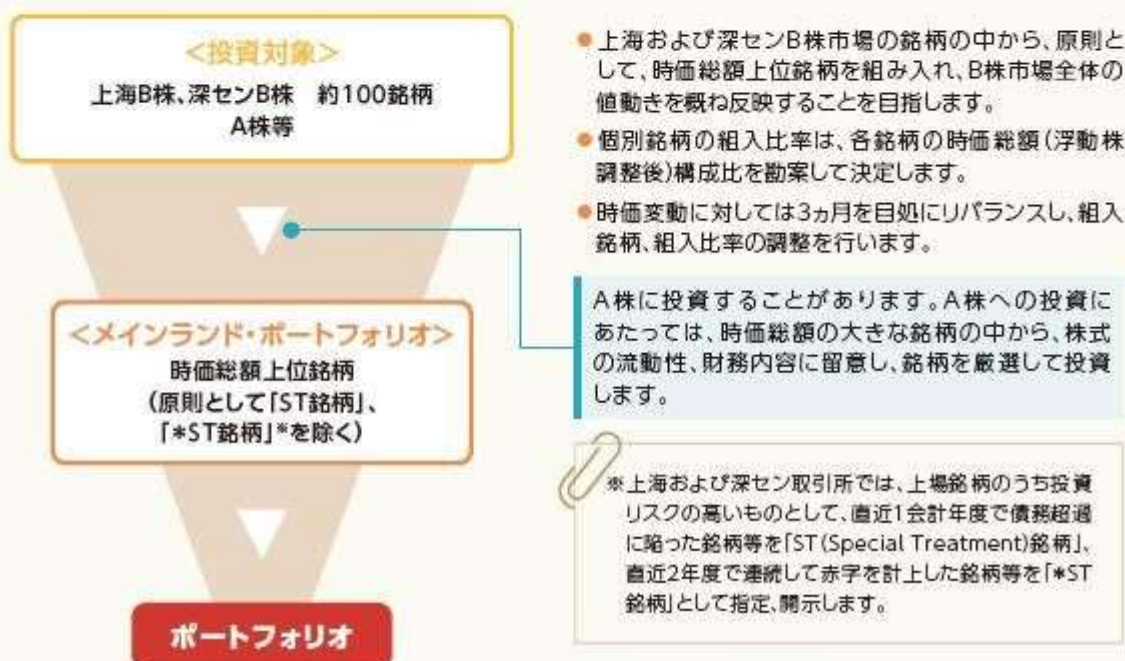 <投資対象>
上海B株、深センB株 約100銘柄
A株等
<メインランド・ポートフォリオ>
時価総額上位銘柄
(原則として「ST銘柄」、
「*ST銘柄」※を除く)
ポートフォリオ
●上海および深センB株市場の銘柄の中から、原則と
して、時価総額上位銘柄を組み入れ、B株市場全体の
値動きを概ね反映することを目指します。
●個別銘柄の組入比率は、各銘柄の時価総額(浮動株
調整後)構成比を勘案して決定します。
●時価変動に対しては3ヵ月を目処にリバランスし、組入
銘柄、組入比率の調整を行います。
A株に投資することがあります。A株への投資に
あたっては、時価総額の大きな銘柄の中から、株式
の流動性、財務内容に留意し、銘柄を厳選して投資
します。
※上海および深セン取引所では、上場銘柄のうち投資
リスクの高いものとして、直近1会計年度で債務超過
に陥った銘柄等を「ST(Special Treatment)銘柄」、
直近2年度で連続して赤字を計上した銘柄等を「*ST
銘柄」として指定、開示します。